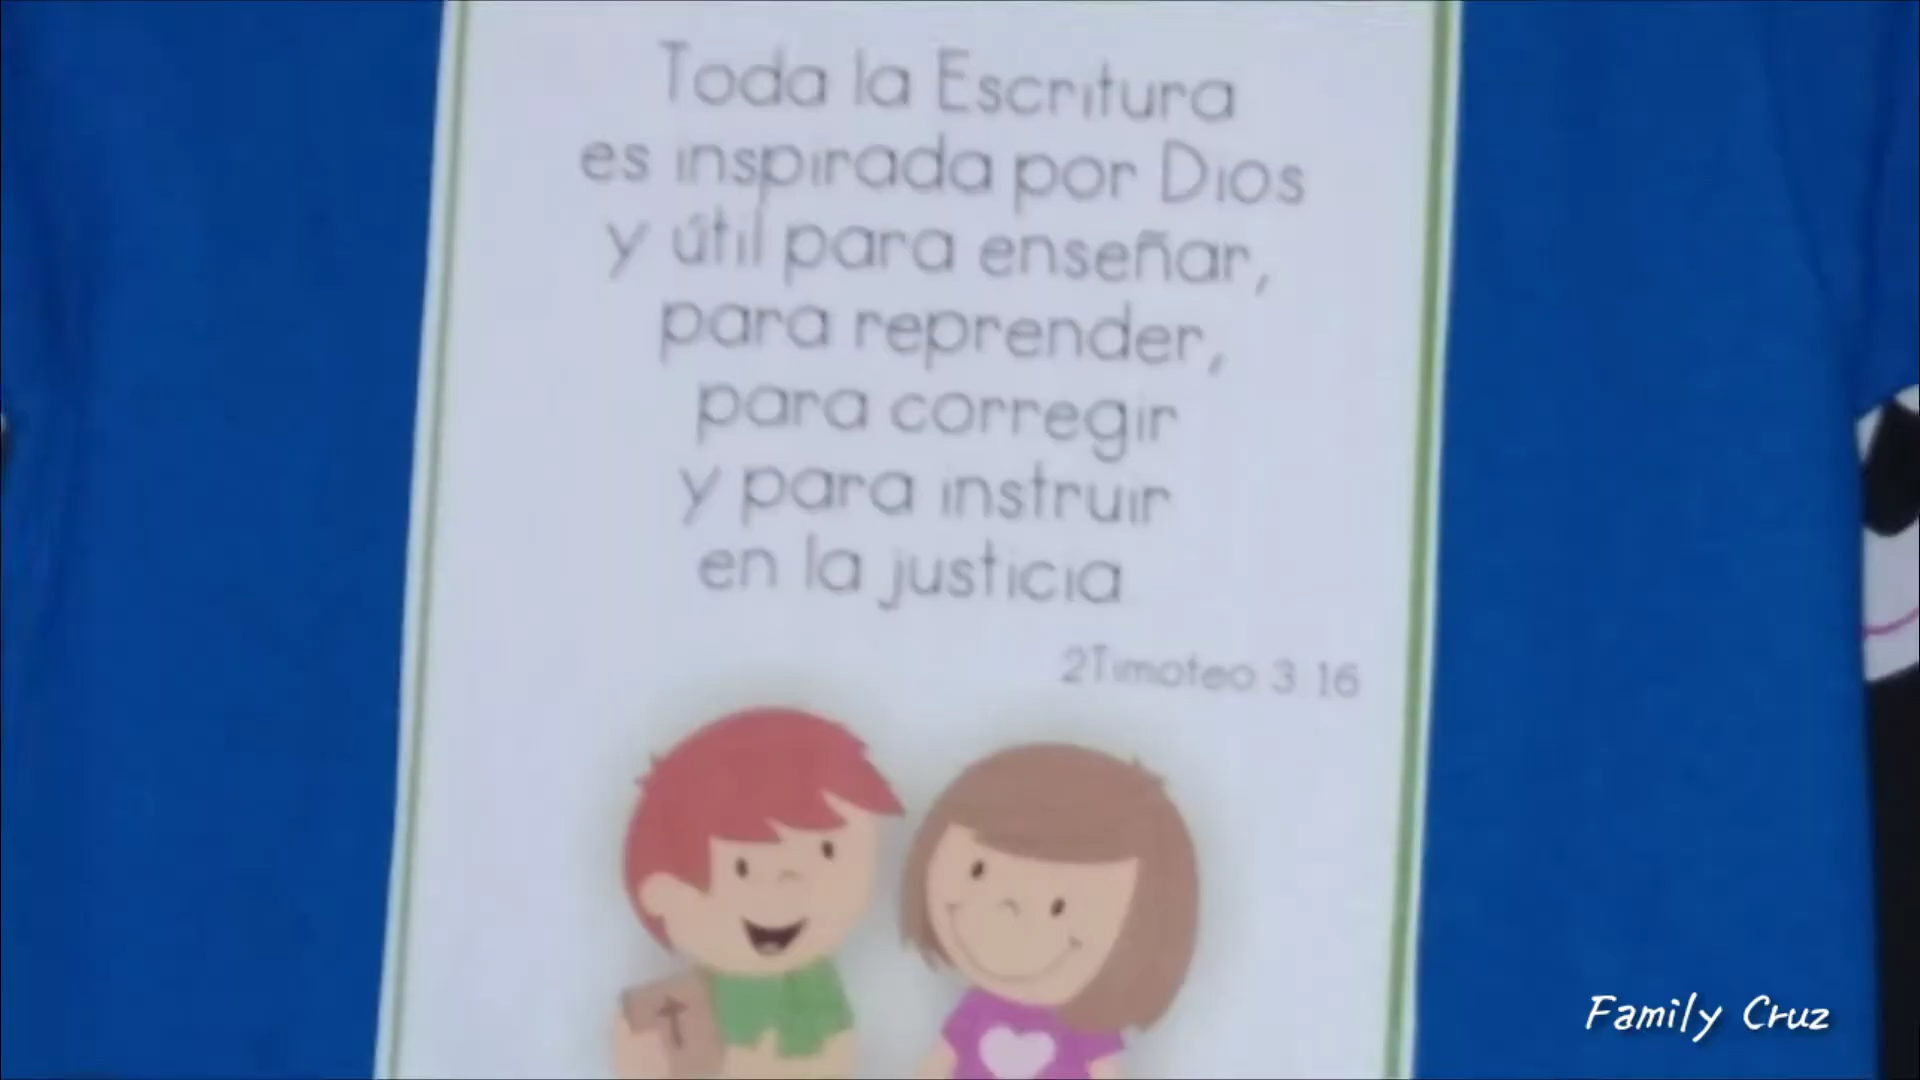 Toda la Escritura
es inspirada por Dios
y útil para enseñar,
para reprender,
para corregir
y para instruir
en la justicia
2Timoteo 3 16
Family Cruz